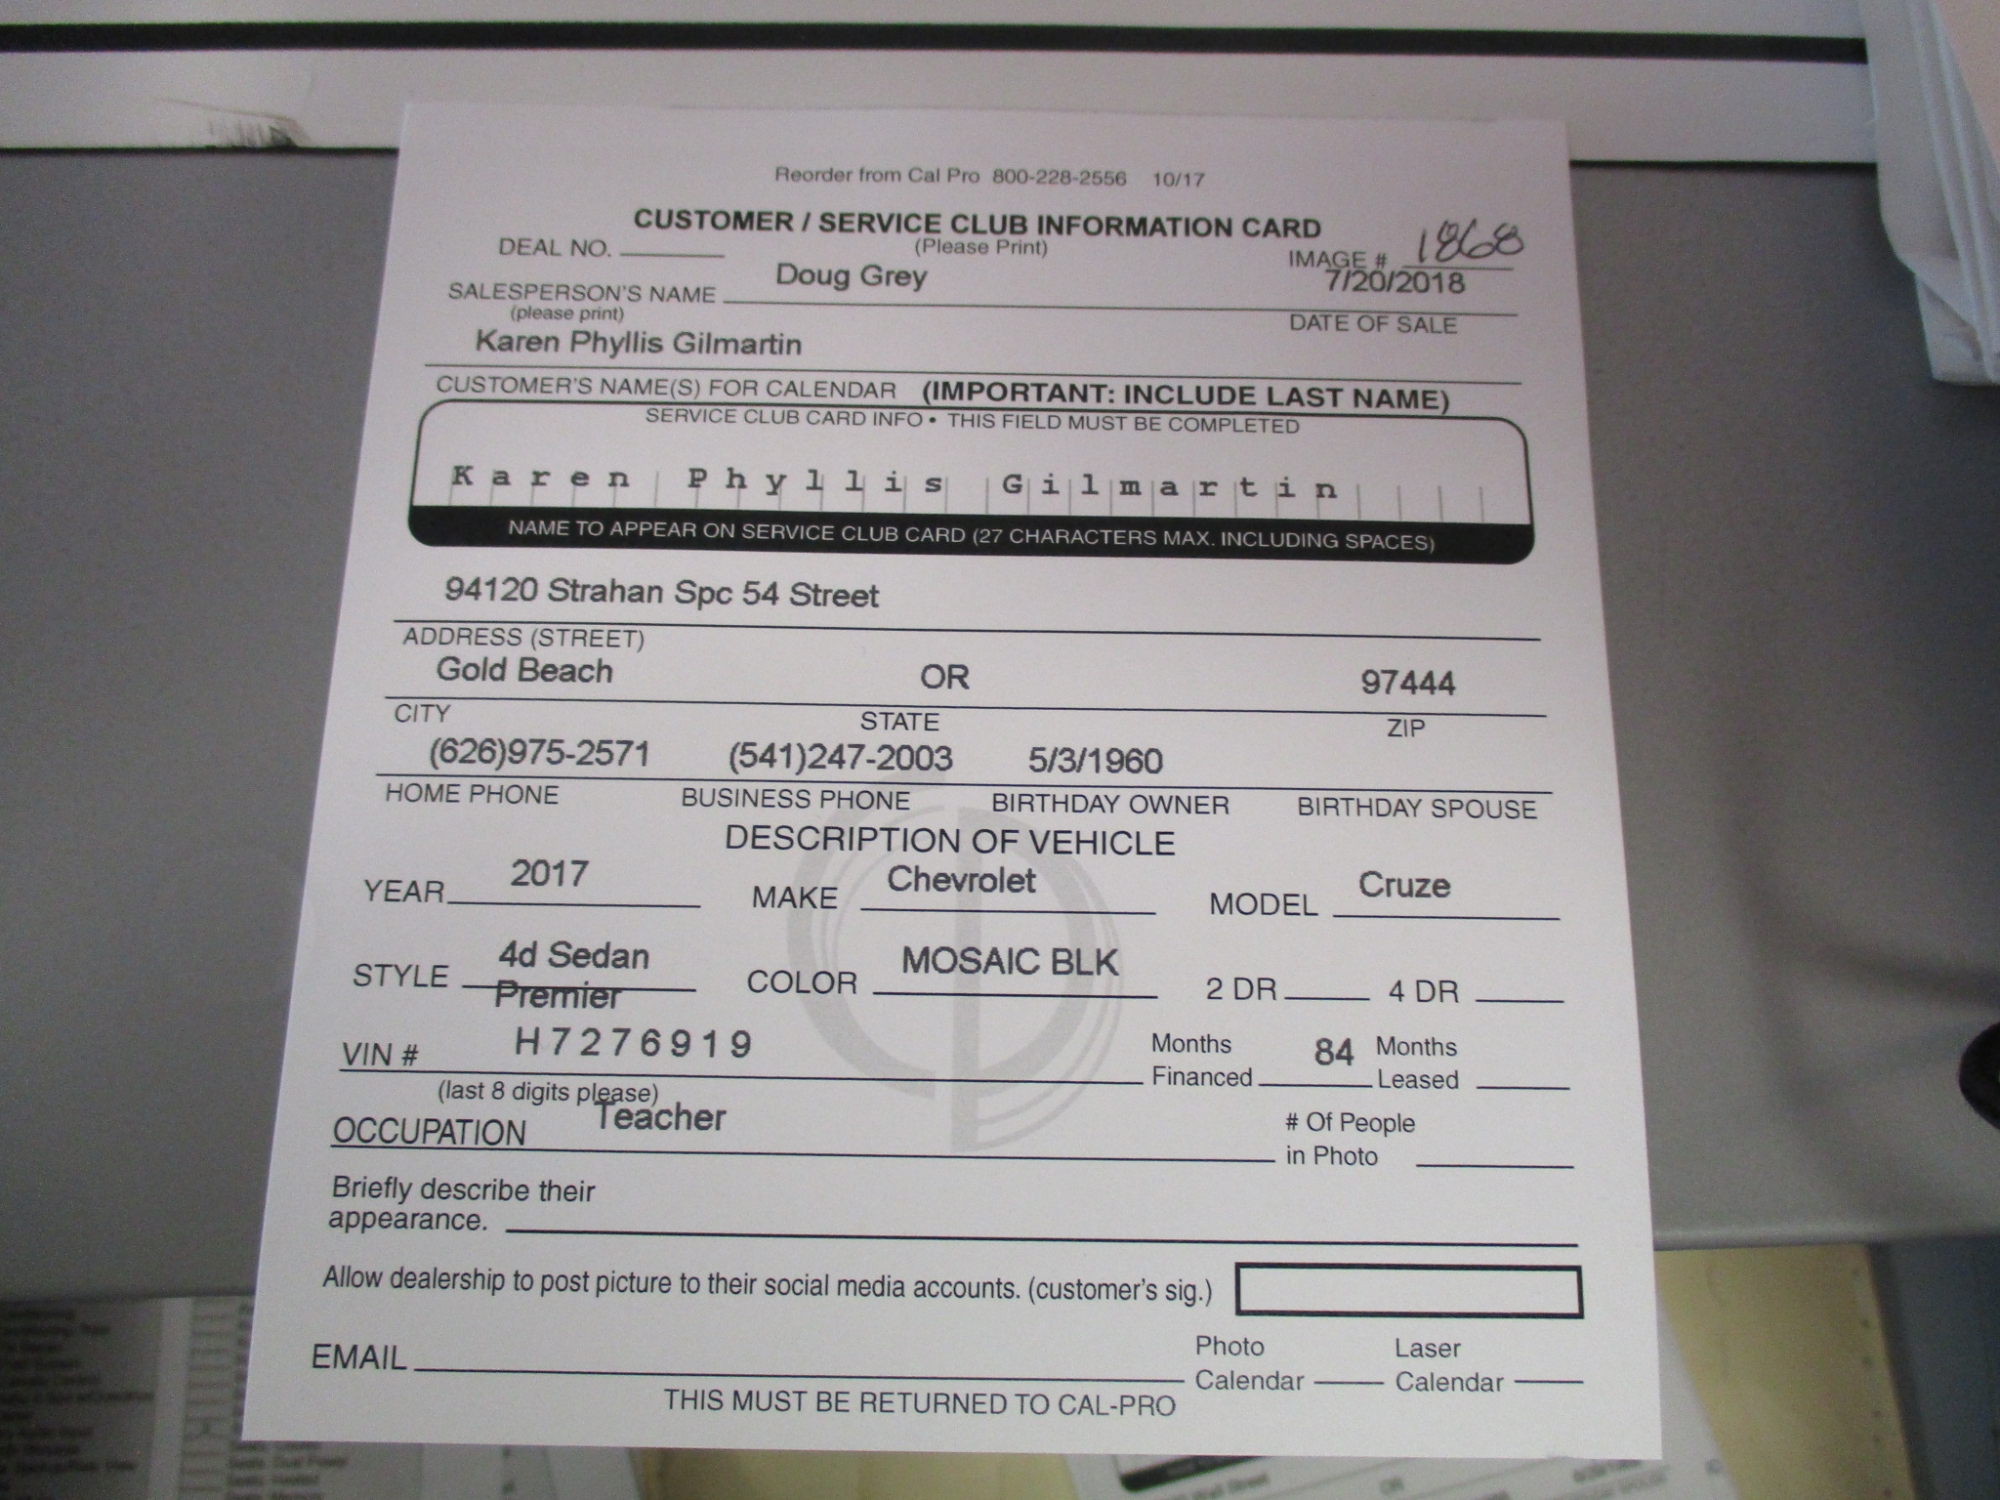 Reorder from Cal Pro 800-228-2556 10/17
CUSTOMER / SERVICE CLUB INFORMATION CARD
DEAL NO. (Please Print) IMAGE # 1868
SALESPERSON'S NAME Doug Grey 7/20/2018
(please print) DATE OF SALE
Karen Phyllis Gilmartin
CUSTOMER'S NAME(S) FOR CALENDAR (IMPORTANT: INCLUDE LAST NAME)
SERVICE CLUB CARD INFO • THIS FIELD MUST BE COMPLETED
Karen Phyllis Gilmartin
NAME TO APPEAR ON SERVICE CLUB CARD (27 CHARACTERS MAX. INCLUDING SPACES)
94120 Strahan Spc 54 Street
ADDRESS (STREET)
Gold Beach OR 97444
CITY STATE ZIP
(626)975-2571 (541)247-2003 5/3/1960
HOME PHONE BUSINESS PHONE BIRTHDAY OWNER BIRTHDAY SPOUSE
DESCRIPTION OF VEHICLE
YEAR 2017 MAKE Chevrolet MODEL Cruze
STYLE 4d Sedan COLOR MOSAIC BLK 2 DR 4 DR
Premier
VIN # H7276919 Months Financed 84 Months Leased
(last 8 digits please)
OCCUPATION Teacher # Of People in Photo
Briefly describe their
appearance.
Allow dealership to post picture to their social media accounts. (customer's sig.)
EMAIL Photo Calendar Laser Calendar
THIS MUST BE RETURNED TO CAL-PRO